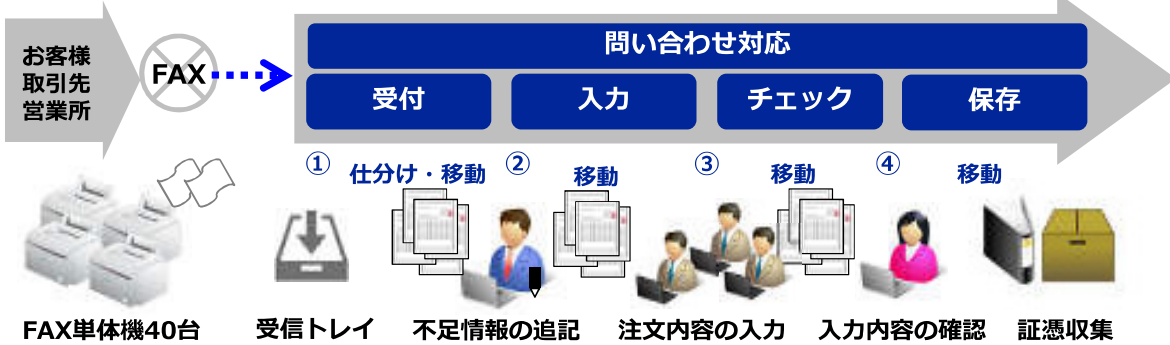 お客様
取引先
営業所
FAX
問い合わせ対応
受付
入力
チェック
保存
①
仕分け・移動
②
移動
③
移動
④
移動
FAX単体機40台
受信トレイ
不足情報の追記
注文内容の入力
入力内容の確認
証憑収集